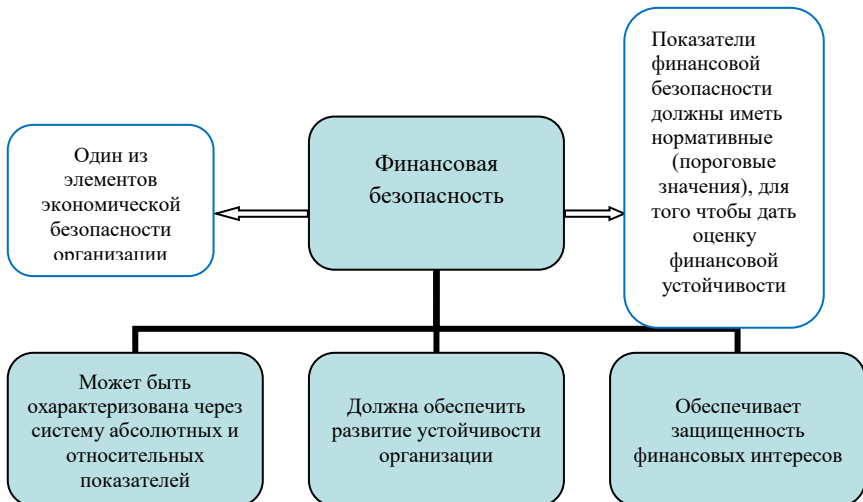 Один из
элементов
экономической
безопасности
организации
Финансовая
безопасность
Показатели
финансовой
безопасности
должны иметь
нормативные
(пороговые
значения), для
того чтобы дать
оценку
финансовой
устойчивости
Может быть
охарактеризована через
систему абсолютных и
относительных
показателей
Должна обеспечить
развитие устойчивости
организации
Обеспечивает
защищенность
финансовых интересов